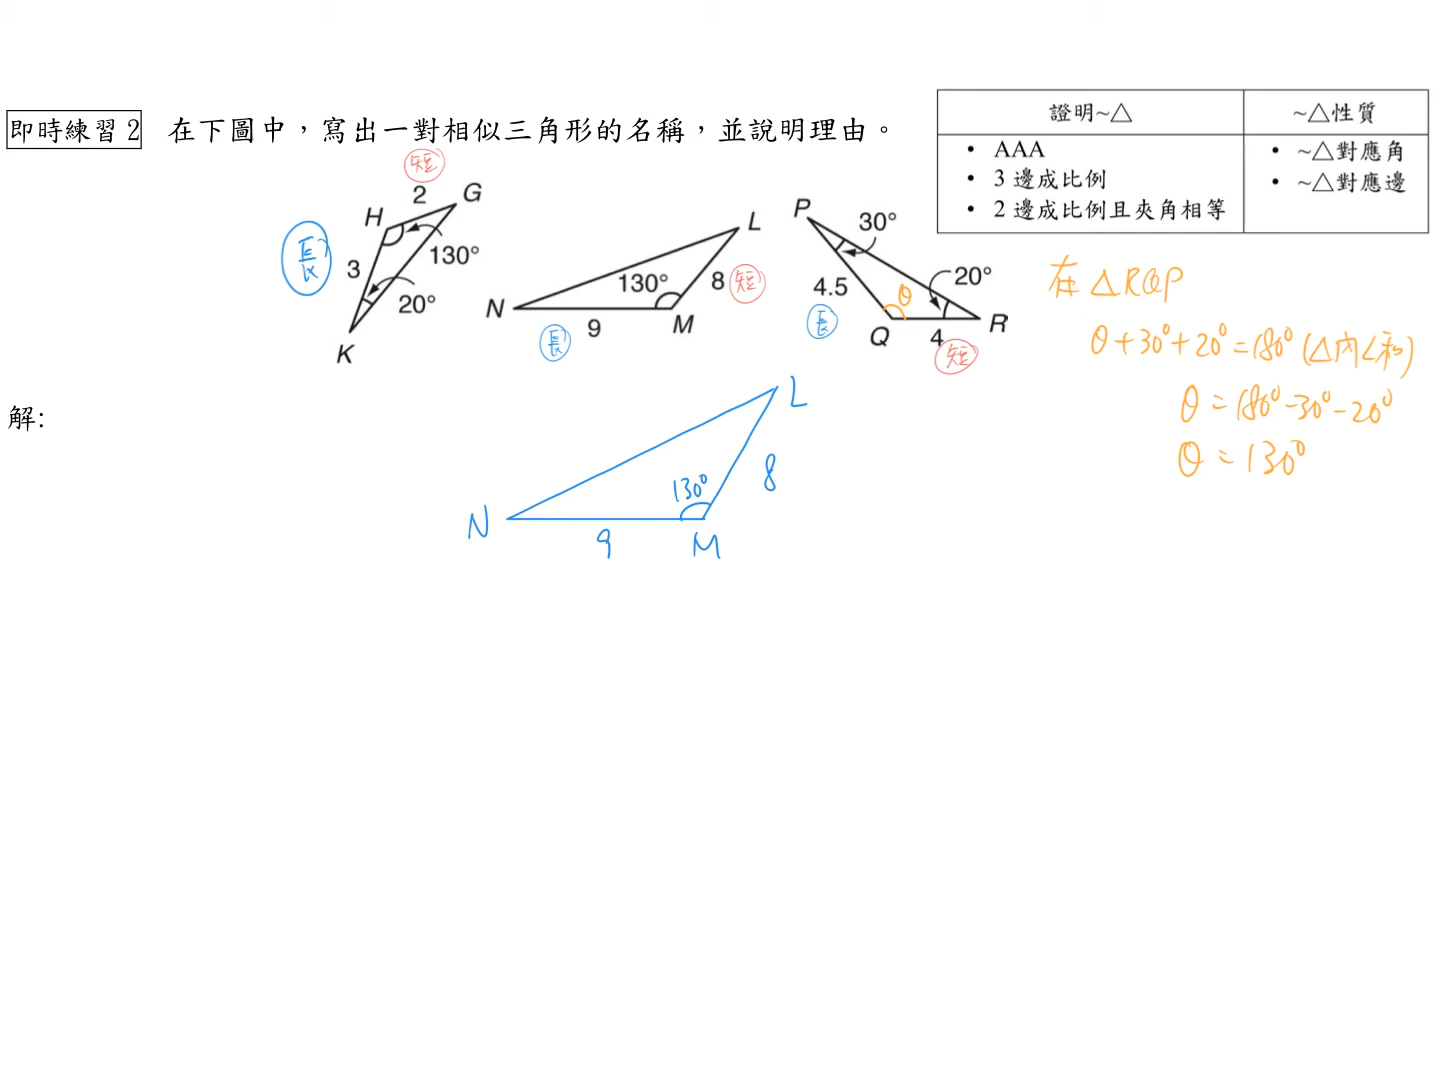 即時練習 2 在下圖中，寫出一對相似三角形的名稱，並說明理由。
證明~△ ~△性質
• AAA • ~△對應角
• 3 邊成比例 • ~△對應邊
• 2 邊成比例且夾角相等
短
2 G
H
長
3 130°
20°
K
L
130° 8 短
N 9 M
長
P 30°
4.5 20°
長 θ
Q 4 R
短
在 △RQP
θ+30°+20°=180° (△內∠和)
θ = 180°-30°-20°
θ = 130°
解:
L
130° 8
N 9 M